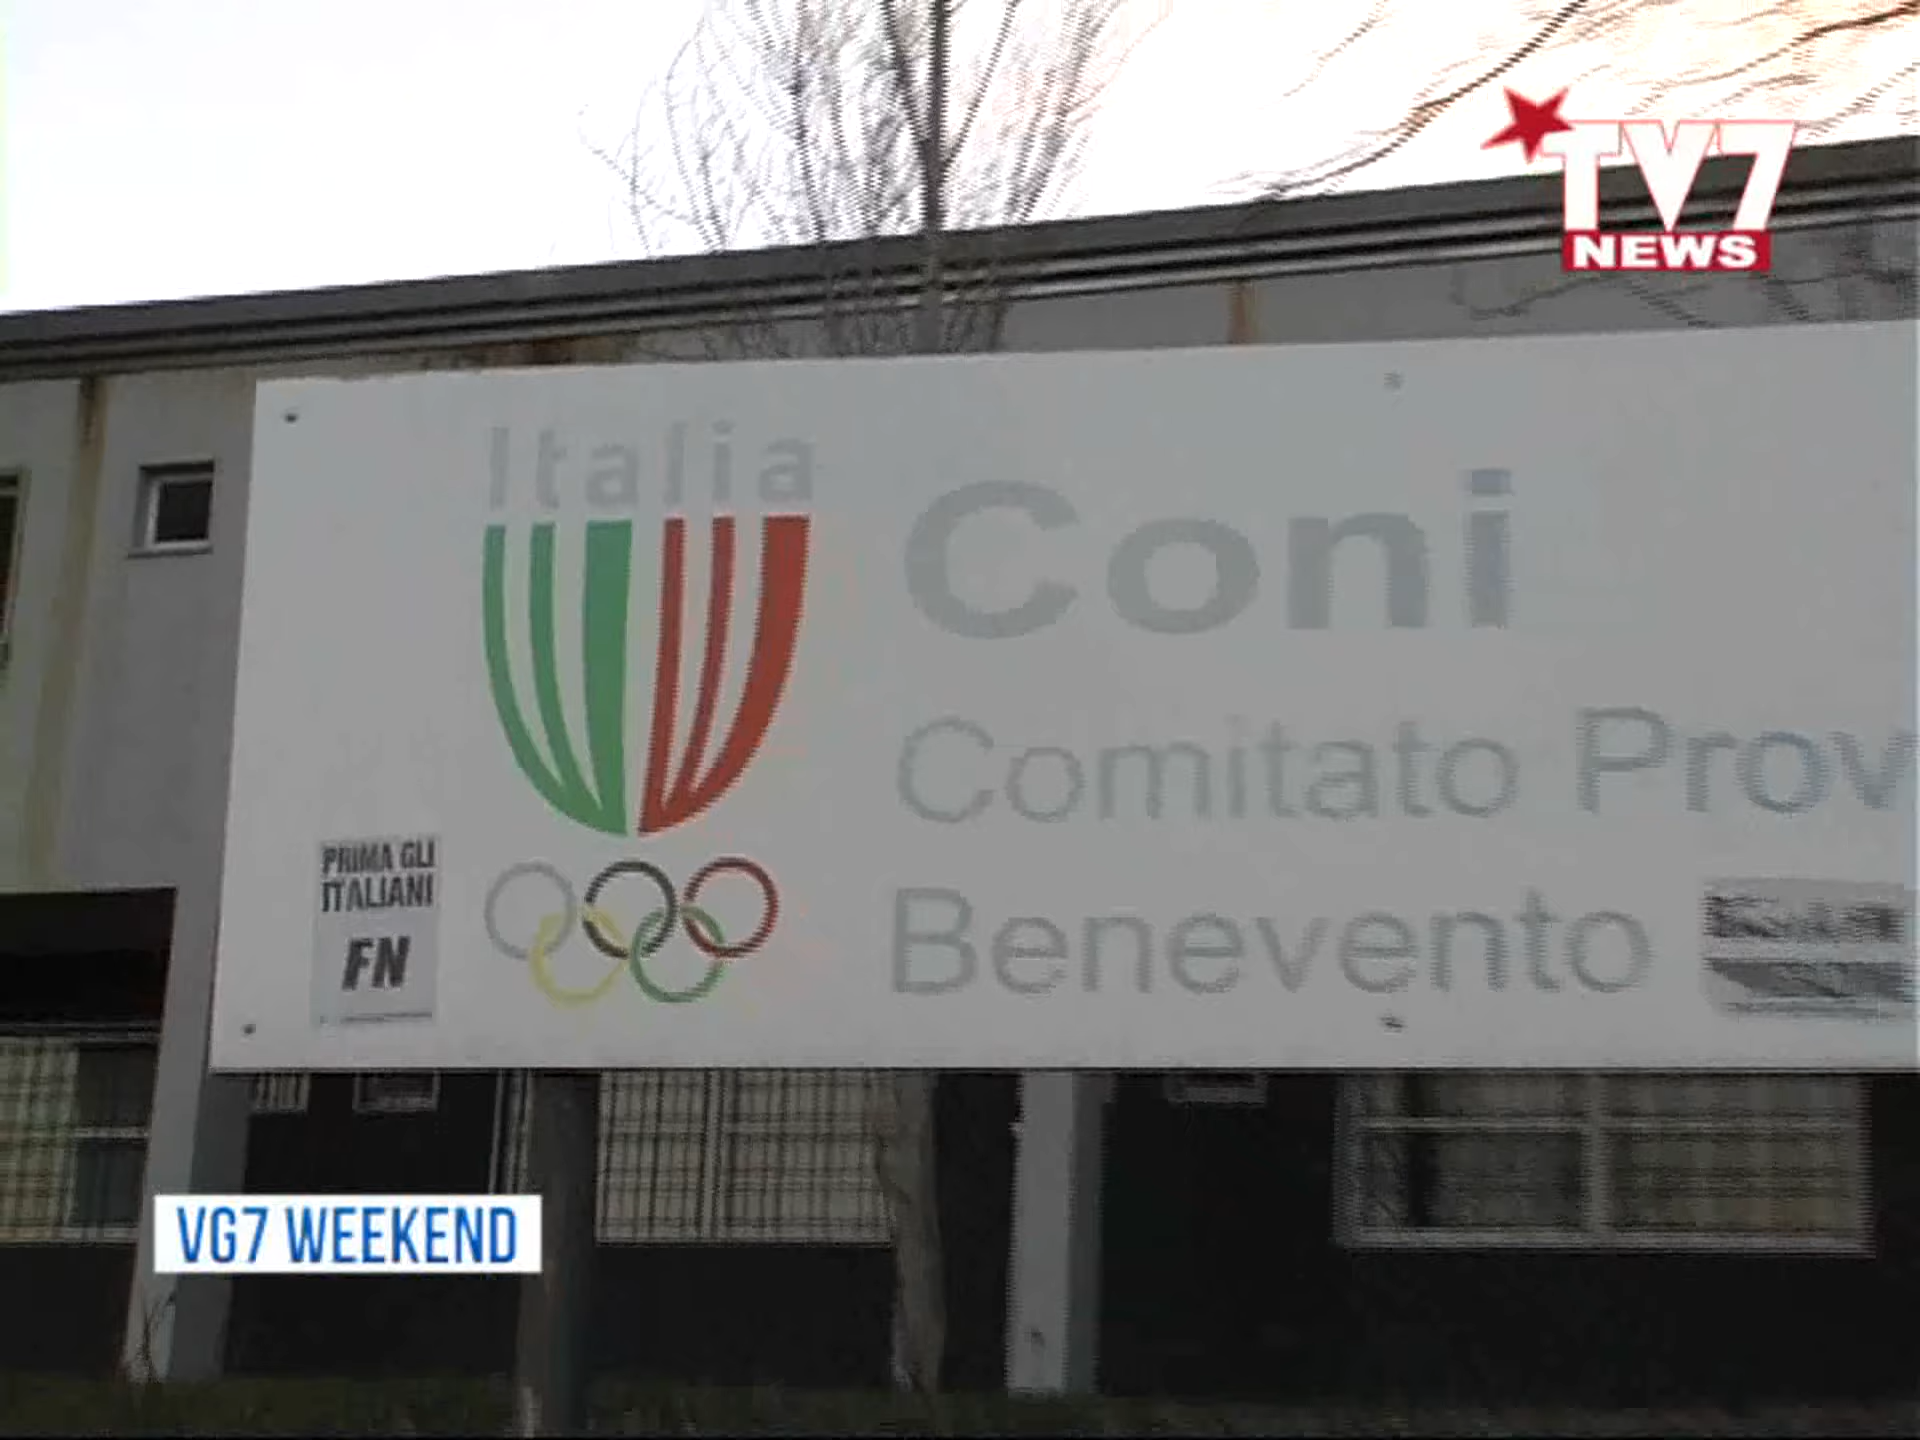 TV7
NEWS
Italia
Coni
Comitato Prov
Benevento
PRIMA GLI
ITALIANI
FN
VG7 WEEKEND